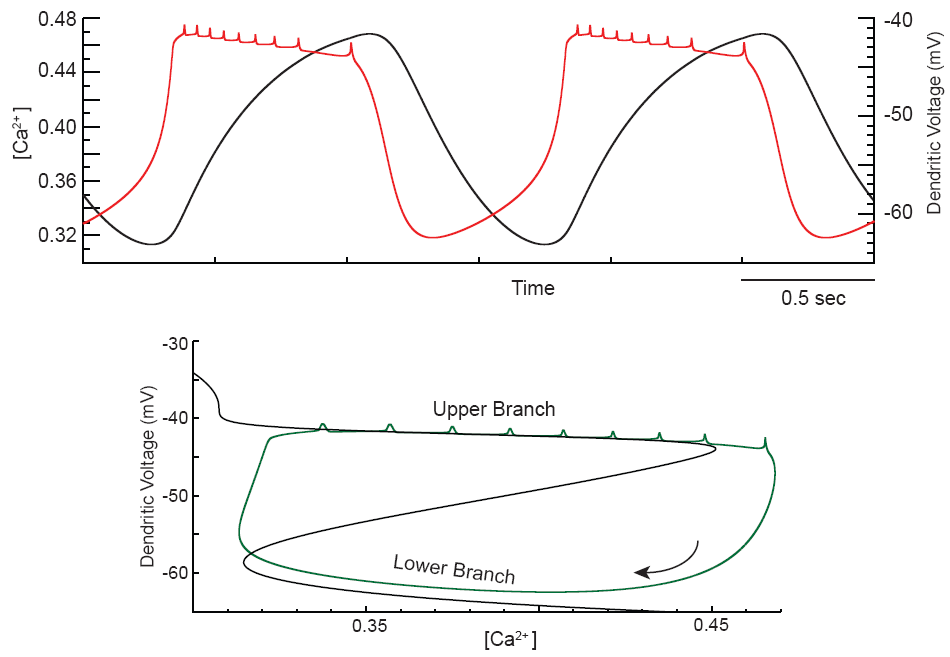 0.48
0.44
0.40
0.36
0.32
[Ca²⁺]
-40
-50
-60
Dendritic Voltage (mV)
Time
0.5 sec
-30
-40
-50
-60
Dendritic Voltage (mV)
Upper Branch
Lower Branch
0.35
0.45
[Ca²⁺]